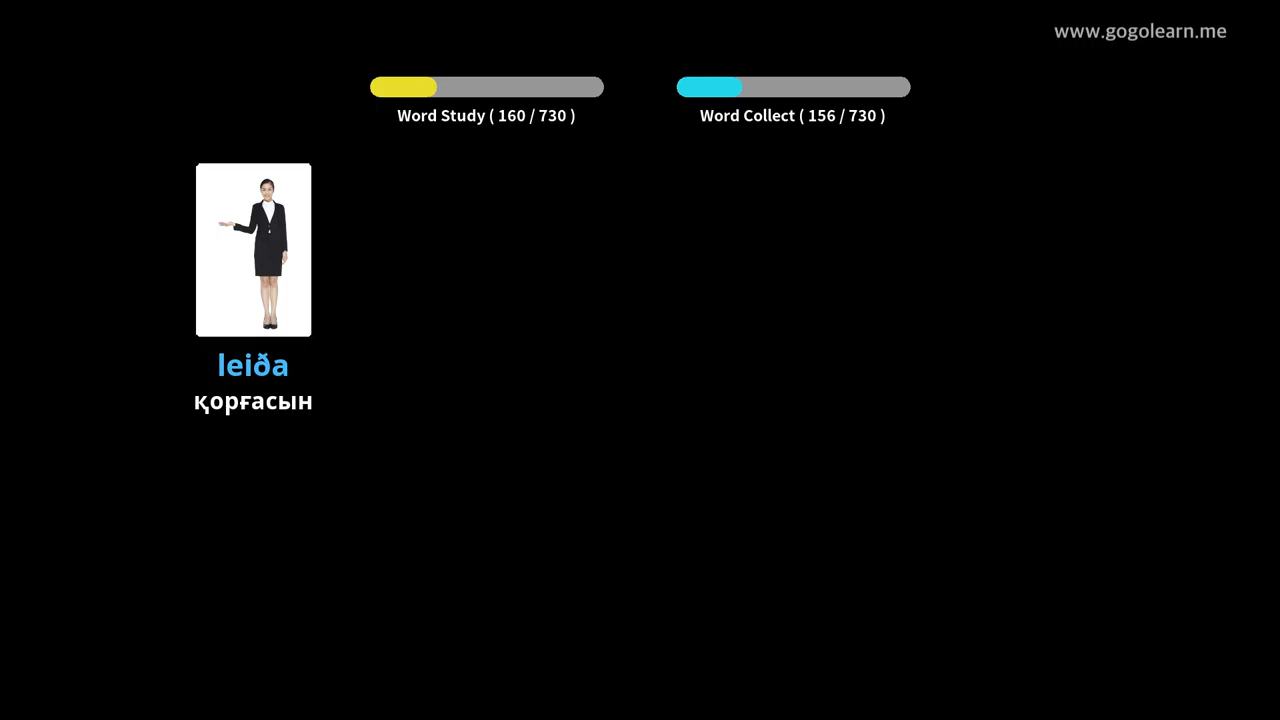 www.gogolearn.me
Word Study ( 160 / 730 )
Word Collect ( 156 / 730 )
leiða
қорғасын